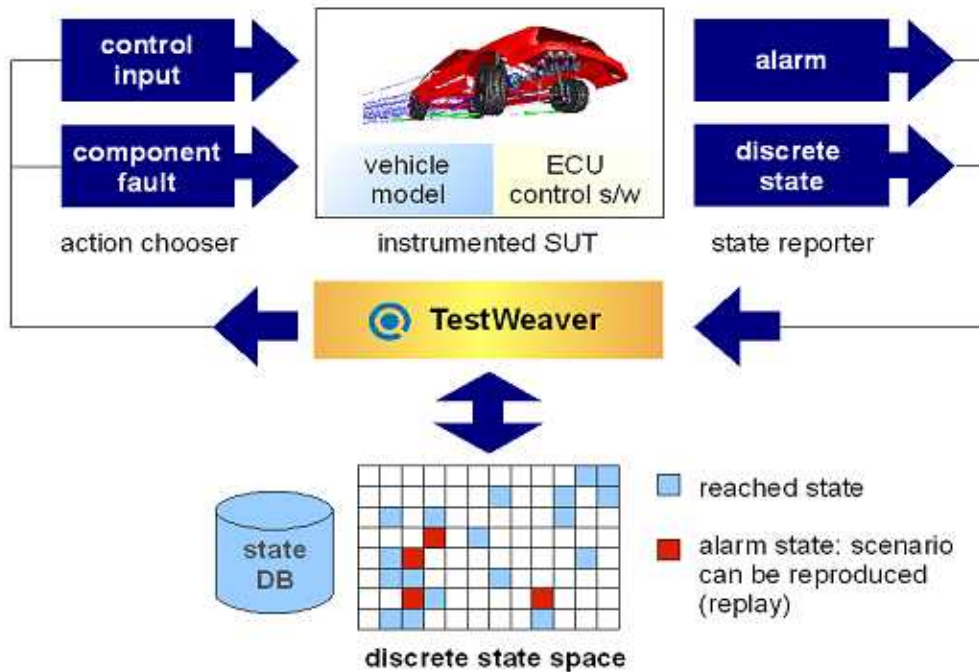 control
input
component
fault
action chooser
vehicle
model
ECU
control s/w
instrumented SUT
alarm
discrete
state
state reporter
TestWeaver
state
DB
reached state
alarm state: scenario
can be reproduced
(replay)
discrete state space